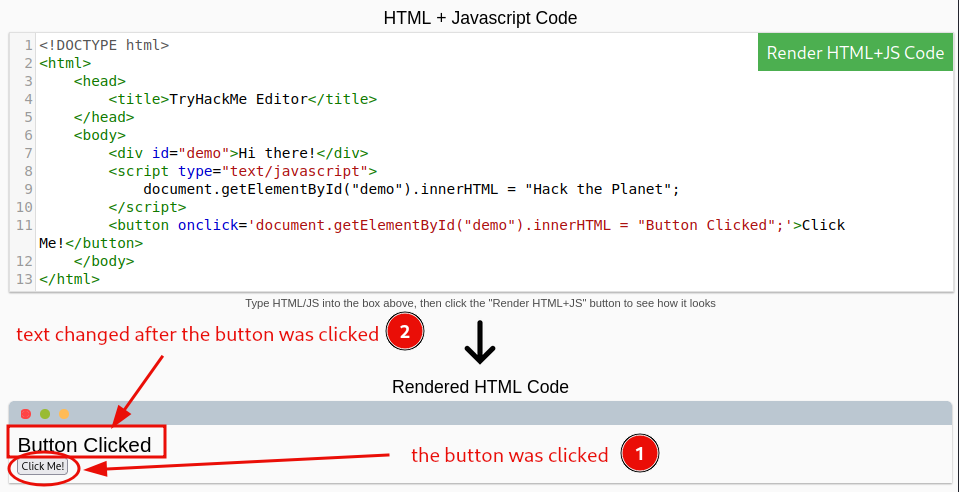 HTML + Javascript Code
Render HTML+JS Code
1 <!DOCTYPE html>
2 <html>
3     <head>
4         <title>TryHackMe Editor</title>
5     </head>
6     <body>
7         <div id="demo">Hi there!</div>
8         <script type="text/javascript">
9             document.getElementById("demo").innerHTML = "Hack the Planet";
10         </script>
11         <button onclick='document.getElementById("demo").innerHTML = "Button Clicked";'>Click
Me!</button>
12     </body>
13 </html>
Type HTML/JS into the box above, then click the "Render HTML+JS" button to see how it looks
text changed after the button was clicked 2
Rendered HTML Code
Button Clicked
Click Me!
the button was clicked 1